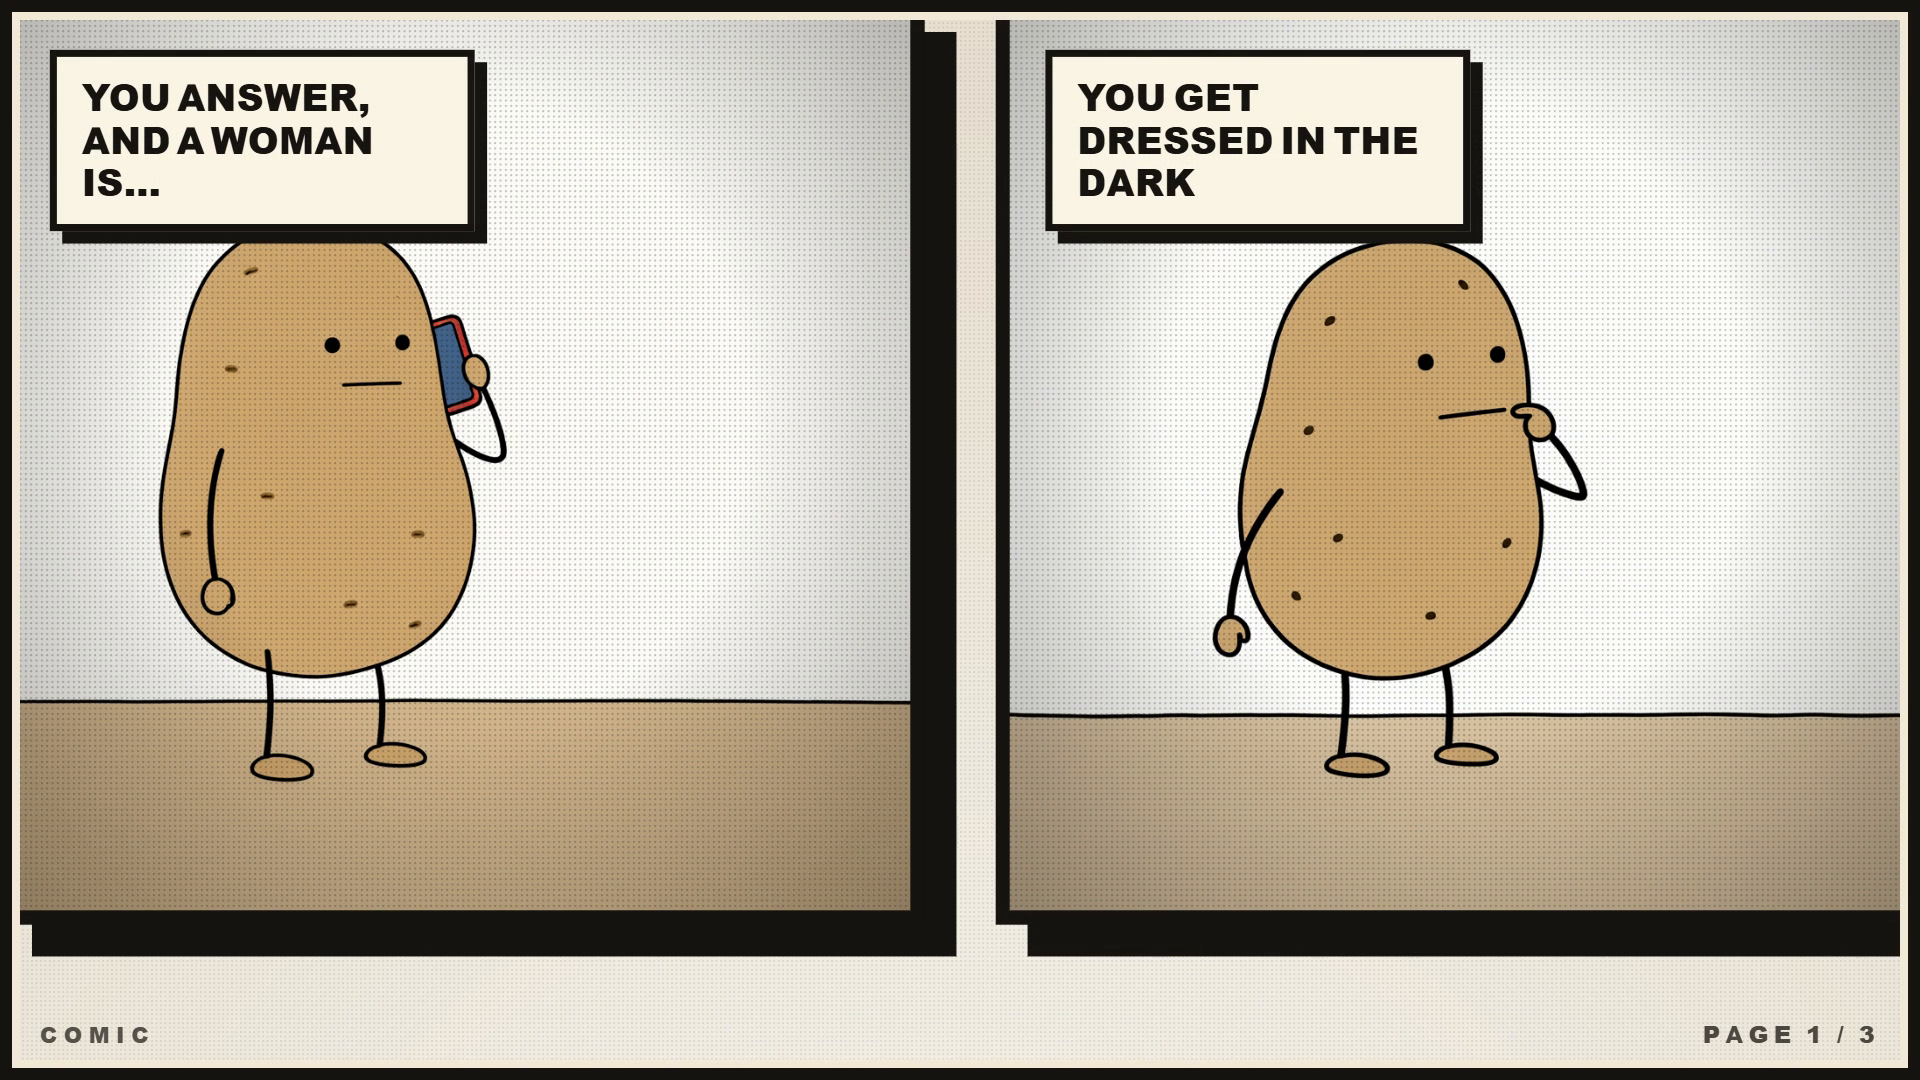 YOU ANSWER,
AND A WOMAN
IS...
YOU GET
DRESSED IN THE
DARK
COMIC
PAGE 1 / 3